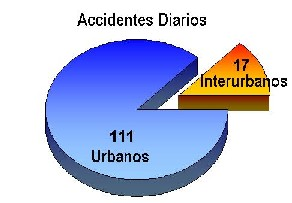 Accidentes Diarios
17
Interurbanos
111
Urbanos